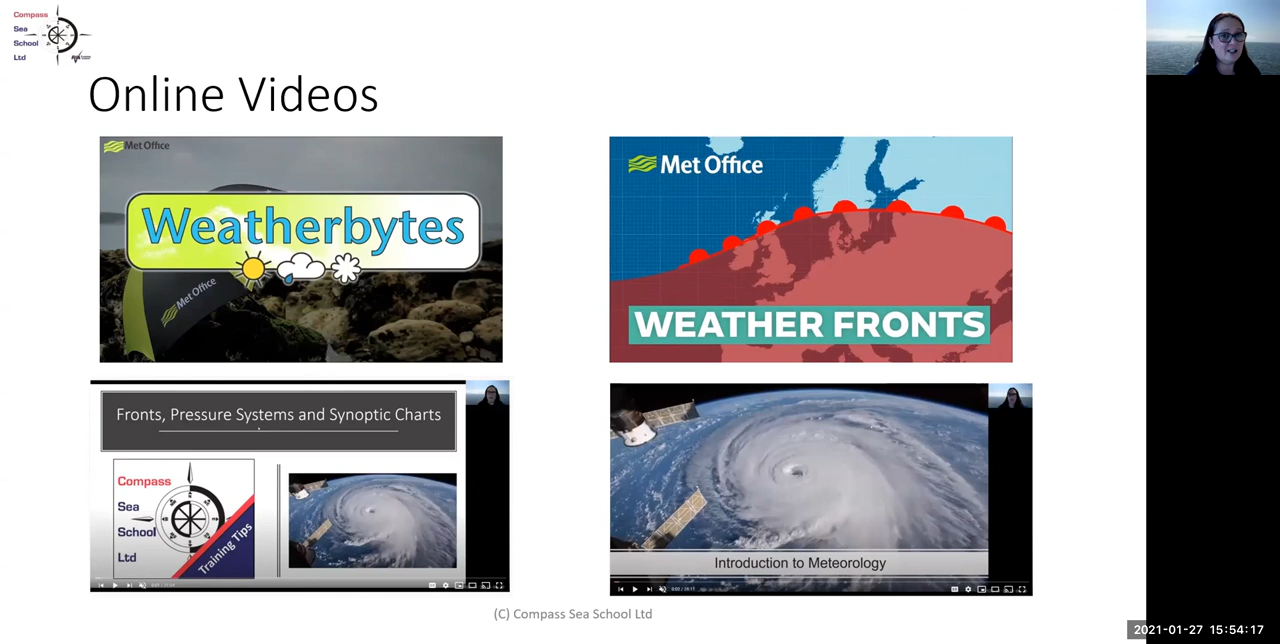 Compass
Sea
School
Ltd
Online Videos
Met Office
Weatherbytes
Met Office
Met Office
WEATHER FRONTS
Fronts, Pressure Systems and Synoptic Charts
Compass
Sea
School
Ltd
Training Tips
Introduction to Meteorology
(C) Compass Sea School Ltd
2021-01-27 15:54:17